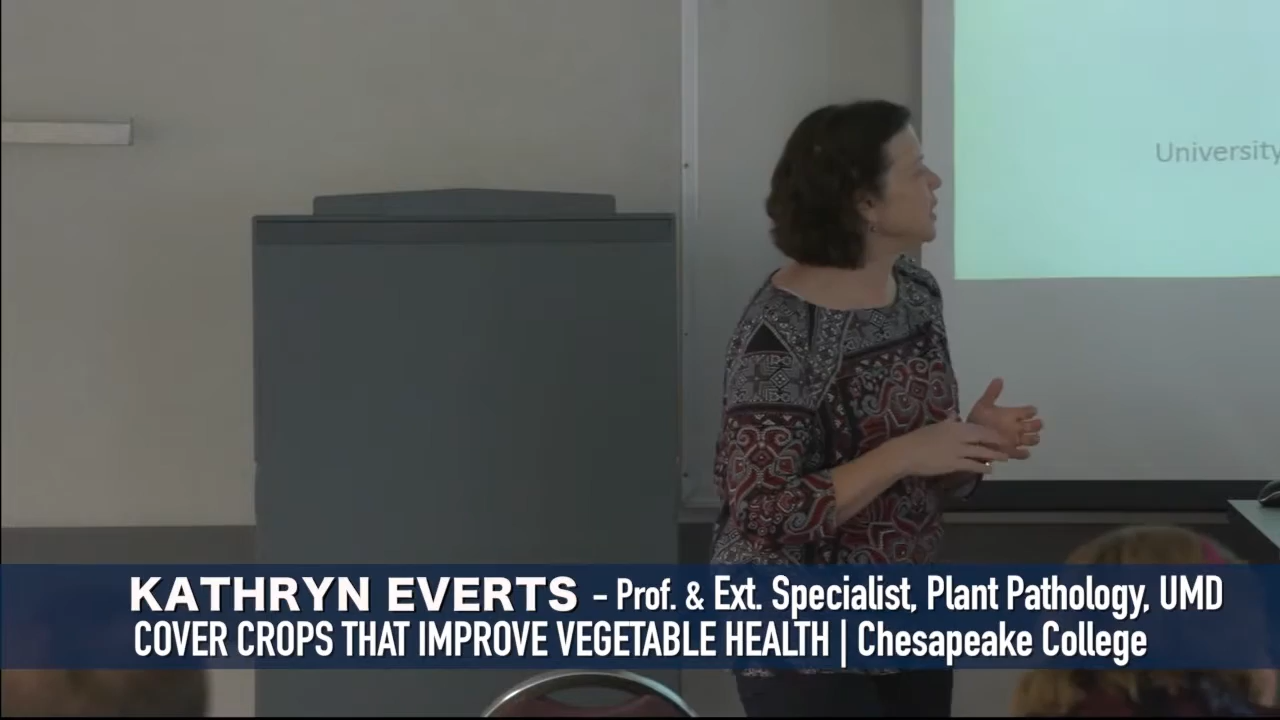 University
KATHRYN EVERTS – Prof. & Ext. Specialist, Plant Pathology, UMD
COVER CROPS THAT IMPROVE VEGETABLE HEALTH | Chesapeake College